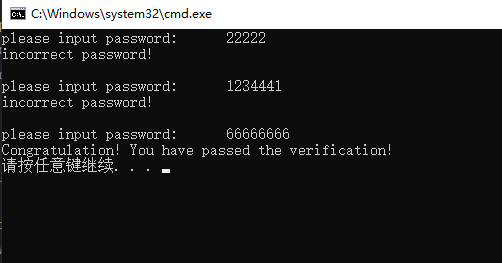 C:\Windows\system32\cmd.exe
please input password: 22222
incorrect password!
please input password: 1234441
incorrect password!
please input password: 66666666
Congratulation! You have passed the verification!
请按任意键继续. . .